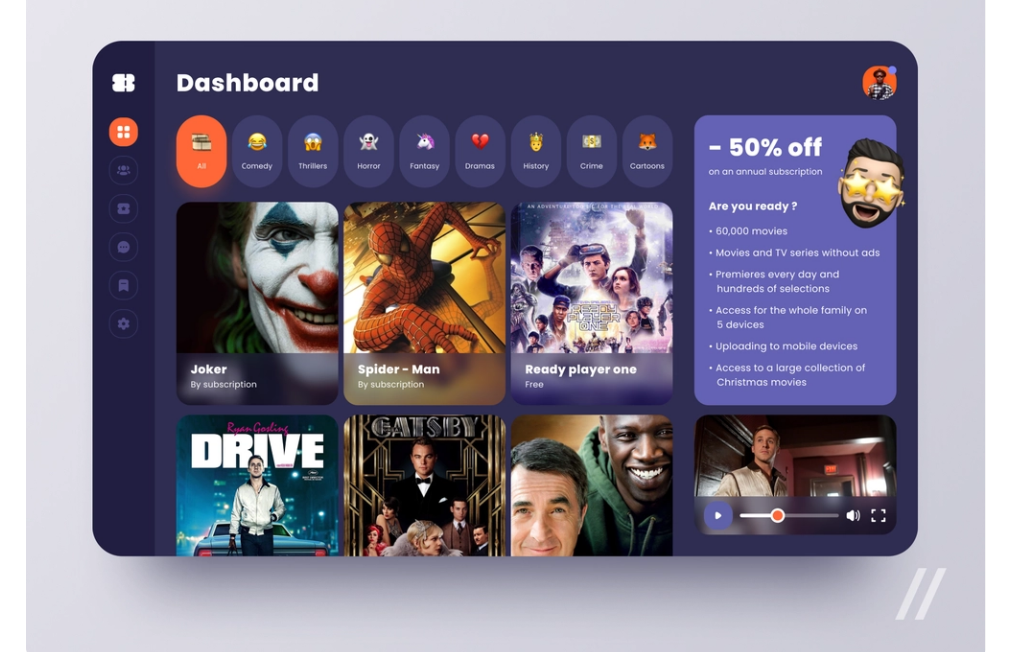 Dashboard
All
Comedy
Thrillers
Horror
Fantasy
Dramas
History
Crime
Cartoons
- 50% off
on an annual subscription
Are you ready ?
• 60,000 movies
• Movies and TV series without ads
• Premieres every day and
hundreds of selections
• Access for the whole family on
5 devices
• Uploading to mobile devices
• Access to a large collection of
Christmas movies
Joker
By subscription
Spider - Man
By subscription
READY
PLAYER
ONE
Ready player one
Free
Ryan Gosling
DRIVE
GATSBY